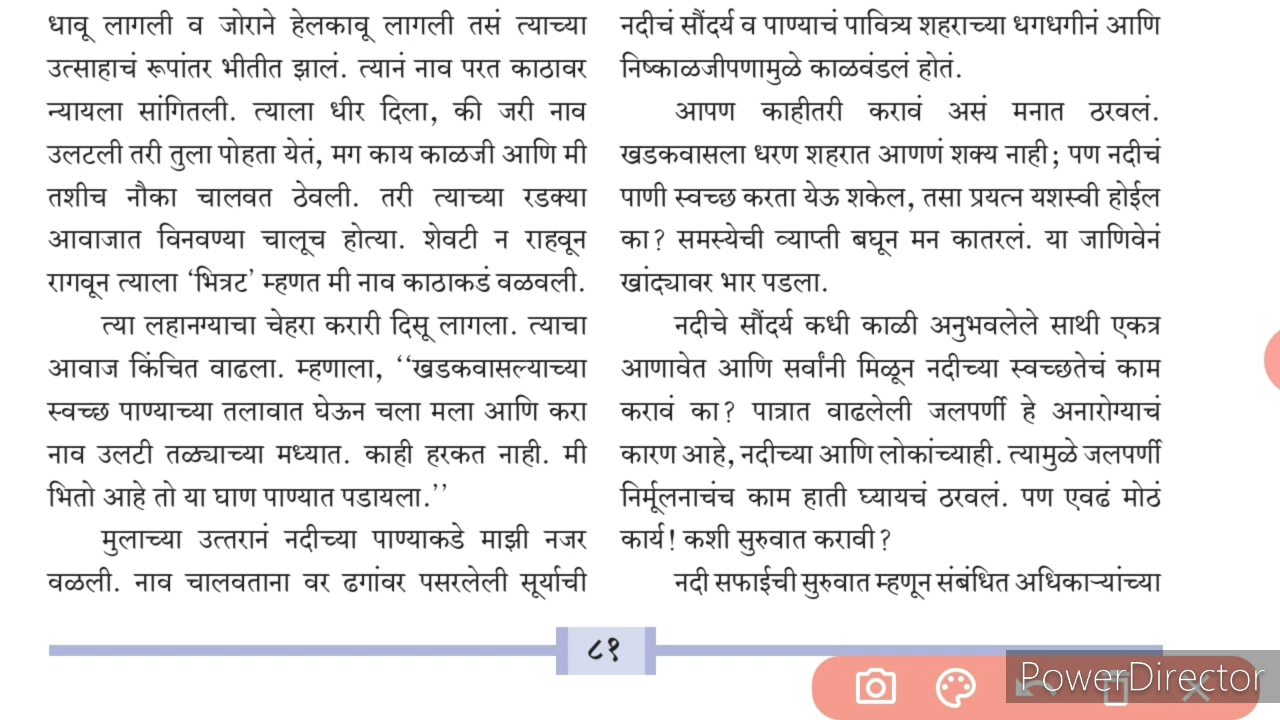 धावू लागली व जोराने हेलकावू लागली तसं त्याच्या
उत्साहाचं रूपांतर भीतीत झालं. त्यानं नाव परत काठावर
न्यायला सांगितली. त्याला धीर दिला, की जरी नाव
उलटली तरी तुला पोहता येतं, मग काय काळजी आणि मी
तशीच नौका चालवत ठेवली. तरी त्याच्या रडक्या
आवाजात विनवण्या चालूच होत्या. शेवटी न राहवून
रागवून त्याला ‘भित्रट’ म्हणत मी नाव काठाकडं वळवली.
त्या लहानग्याचा चेहरा करारी दिसू लागला. त्याचा
आवाज किंचित वाढला. म्हणाला, ‘‘खडकवासल्याच्या
स्वच्छ पाण्याच्या तलावात घेऊन चला मला आणि करा
नाव उलटी तळ्याच्या मध्यात. काही हरकत नाही. मी
भितो आहे तो या घाण पाण्यात पडायला.’’
मुलाच्या उत्तरानं नदीच्या पाण्याकडे माझी नजर
वळली. नाव चालवताना वर ढगांवर पसरलेली सूर्याची
नदीचं सौंदर्य व पाण्याचं पावित्र्य शहराच्या धगधगीनं आणि
निष्काळजीपणामुळे काळवंडलं होतं.
आपण काहीतरी करावं असं मनात ठरवलं.
खडकवासला धरण शहरात आणणं शक्य नाही; पण नदीचं
पाणी स्वच्छ करता येऊ शकेल, तसा प्रयत्न यशस्वी होईल
का? समस्येची व्याप्ती बघून मन कातरलं. या जाणिवेनं
खांद्यावर भार पडला.
नदीचे सौंदर्य कधी काळी अनुभवलेले साथी एकत्र
आणावेत आणि सर्वांनी मिळून नदीच्या स्वच्छतेचं काम
करावं का? पात्रात वाढलेली जलपर्णी हे अनारोग्याचं
कारण आहे, नदीच्या आणि लोकांच्याही. त्यामुळे जलपर्णी
निर्मूलनाचंच काम हाती घ्यायचं ठरवलं. पण एवढं मोठं
कार्य! कशी सुरुवात करावी?
नदी सफाईची सुरुवात म्हणून संबंधित अधिकाऱ्यांच्या
८१
PowerDirector